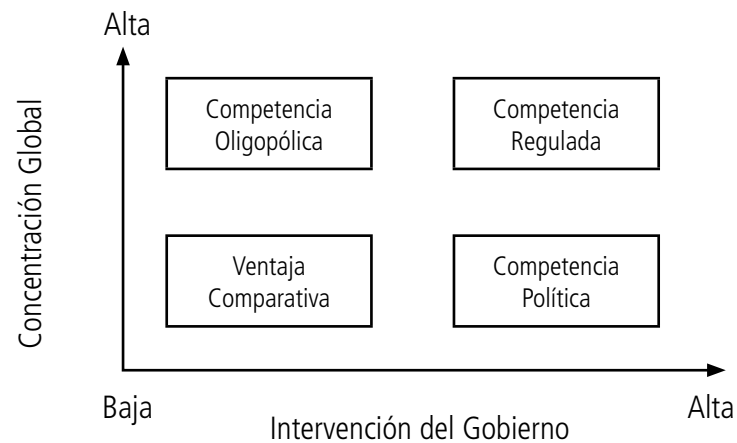 Alta
Concentración Global
Competencia
Oligopólica
Competencia
Regulada
Ventaja
Comparativa
Competencia
Política
Baja
Intervención del Gobierno
Alta